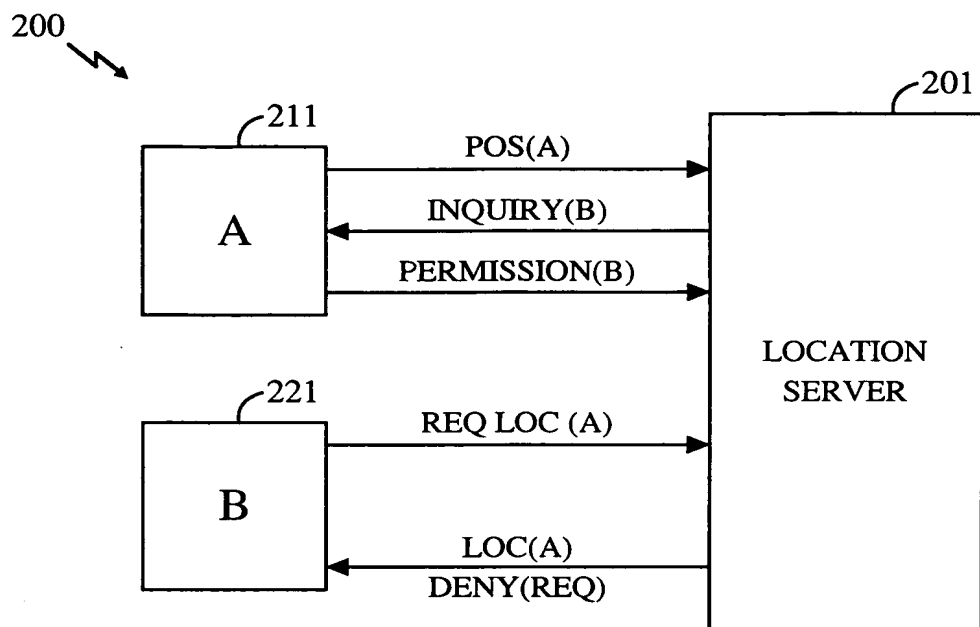 200
211
201
POS(A)
INQUIRY(B)
A
PERMISSION(B)
LOCATION
SERVER
221
REQ LOC (A)
B
LOC(A)
DENY(REQ)